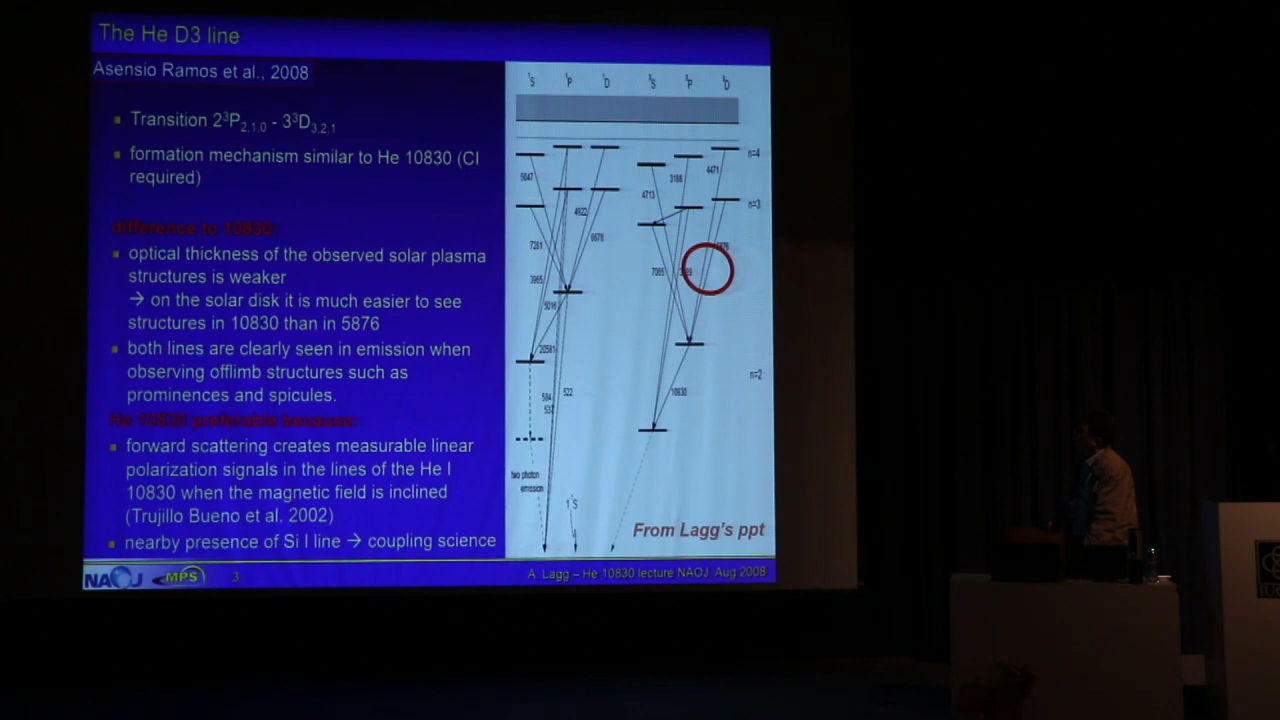 The He D3 line
Asensio Ramos et al., 2008
Transition 2³P₂,₁,₀ - 3³D₃,₂,₁
formation mechanism similar to He 10830 (CI
required)
difference to 10830:
optical thickness of the observed solar plasma
structures is weaker
→ on the solar disk it is much easier to see
structures in 10830 than in 5876
both lines are clearly seen in emission when
observing offlimb structures such as
prominences and spicules.
He 10830 preferable because:
forward scattering creates measurable linear
polarization signals in the lines of the He I
10830 when the magnetic field is inclined
(Trujillo Bueno et al. 2002)
nearby presence of Si I line → coupling science
¹S ¹P ¹D ³S ³P ³D
n=4
5047 4713 3188 4471
n=3
4922
7281 6678
7065
3965
5016
20581
n=2
584 522 10830
537
two photon
emission
1¹S
From Lagg's ppt
NAOJ MPS 3 A. Lagg – He 10830 lecture NAOJ, Aug 2008